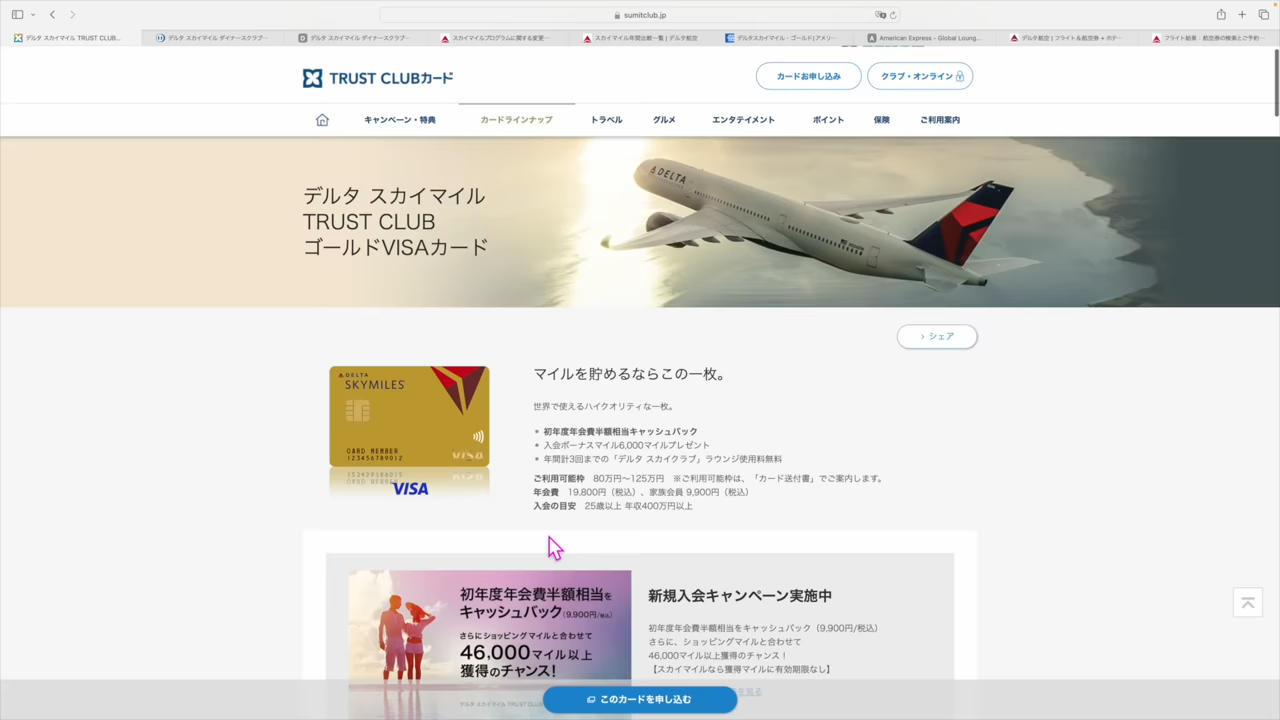 sumitclub.jp
デルタ スカイマイル TRUST CLUB...
デルタ スカイマイル ダイナースクラブ...
デルタ スカイマイル ダイナースクラブ...
スカイマイルプログラムに関する変更...
スカイマイル年間比較一覧 | デルタ航空
デルタスカイマイル・ゴールド|アメリ...
American Express - Global Loung...
デルタ航空 | フライト&航空券 + ホテ...
フライト結果:航空券の検索とご予約...
TRUST CLUBカード
カードお申し込み
クラブ・オンライン
キャンペーン・特典
カードラインナップ
トラベル
グルメ
エンタテイメント
ポイント
保険
ご利用案内
DELTA
デルタ スカイマイル
TRUST CLUB
ゴールドVISAカード
シェア
DELTA
SKYMILES
CARD MEMBER
123456789012
VISA
VISA
マイルを貯めるならこの一枚。
世界で使えるハイクオリティな一枚。
初年度年会費半額相当キャッシュバック
入会ボーナスマイル6,000マイルプレゼント
年間計3回までの「デルタ スカイクラブ」ラウンジ使用料無料
ご利用可能枠 80万円～125万円 ※ご利用可能枠は、「カード送付書」でご案内します。
年会費 19,800円（税込）、家族会員 9,900円（税込）
入会の目安 25歳以上 年収400万円以上
初年度年会費半額相当を
キャッシュバック(9,900円/税込)
さらにショッピングマイルと合わせて
46,000マイル以上
獲得のチャンス!
デルタ スカイマイル TRUST CLUB
新規入会キャンペーン実施中
初年度年会費半額相当をキャッシュバック（9,900円/税込）
さらに、ショッピングマイルと合わせて
46,000マイル以上獲得のチャンス！
【スカイマイルなら獲得マイルに有効期限なし】
を見る
このカードを申し込む